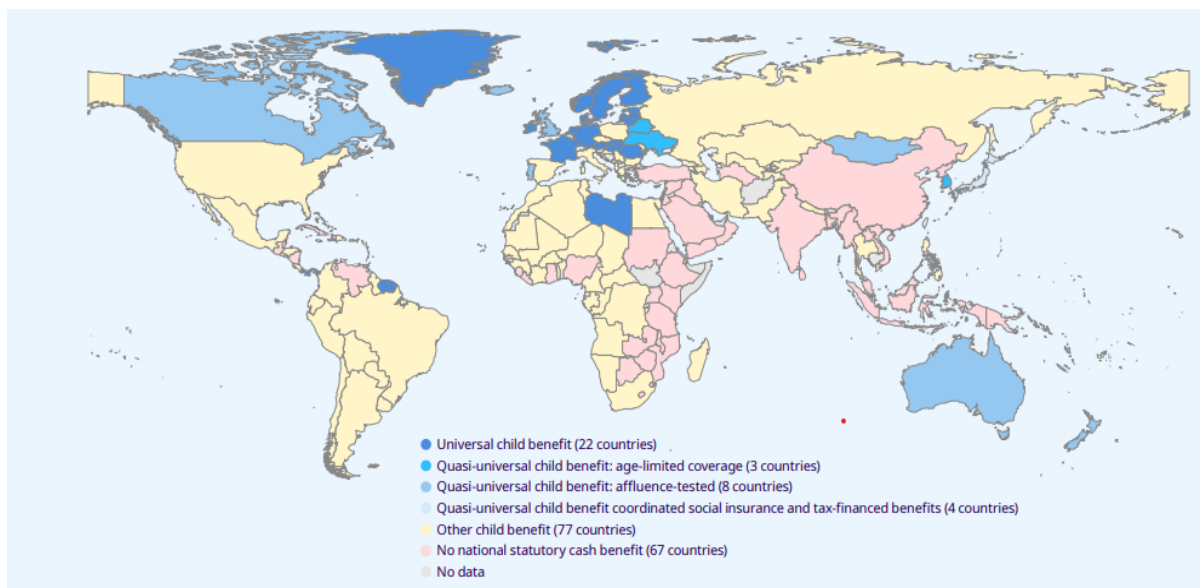 Universal child benefit (22 countries)
Quasi-universal child benefit: age-limited coverage (3 countries)
Quasi-universal child benefit: affluence-tested (8 countries)
Quasi-universal child benefit coordinated social insurance and tax-financed benefits (4 countries)
Other child benefit (77 countries)
No national statutory cash benefit (67 countries)
No data